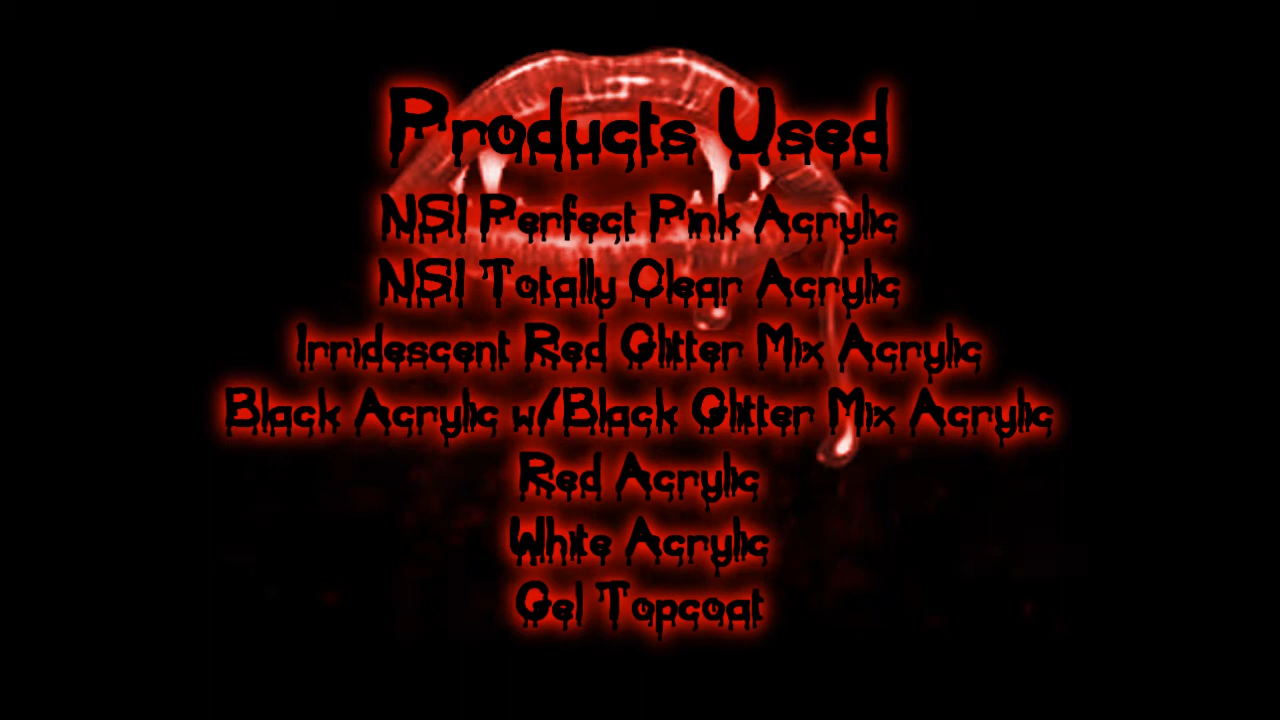 Products Used
NSI Perfect Pink Acrylic
NSI Totally Clear Acrylic
Irridescent Red Glitter Mix Acrylic
Black Acrylic w/Black Glitter Mix Acrylic
Red Acrylic
White Acrylic
Gel Topcoat